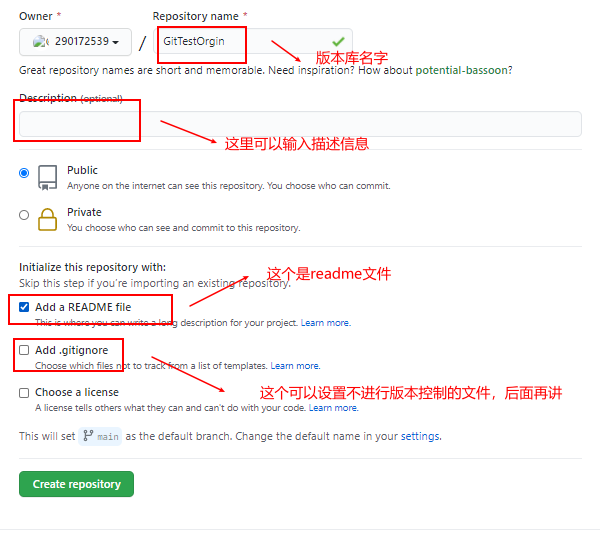 Owner * Repository name *
290172539 / GitTestOrgin
版本库名字
Great repository names are short and memorable. Need inspiration? How about potential-bassoon?
Description (optional)
这里可以输入描述信息
Public
Anyone on the internet can see this repository. You choose who can commit.
Private
You choose who can see and commit to this repository.
Initialize this repository with:
这个是readme文件
Skip this step if you're importing an existing repository.
Add a README file
This is where you can write a long description for your project. Learn more.
Add .gitignore
Choose which files not to track from a list of templates. Learn more.
这个可以设置不进行版本控制的文件，后面再讲
Choose a license
A license tells others what they can and can't do with your code. Learn more.
This will set main as the default branch. Change the default name in your settings.
Create repository